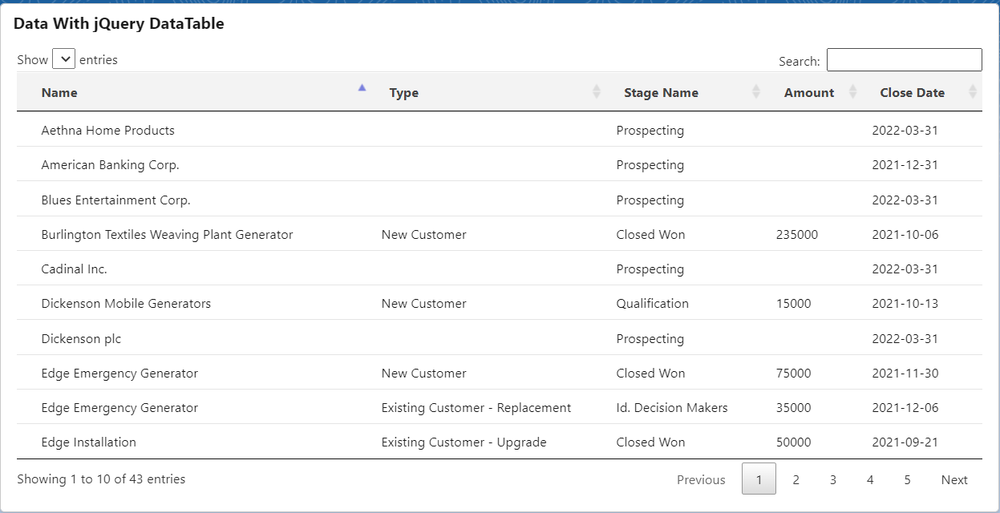 Data With jQuery DataTable
Show entries Search:
Name Type Stage Name Amount Close Date
Aethna Home Products Prospecting 2022-03-31
American Banking Corp. Prospecting 2021-12-31
Blues Entertainment Corp. Prospecting 2022-03-31
Burlington Textiles Weaving Plant Generator New Customer Closed Won 235000 2021-10-06
Cadinal Inc. Prospecting 2022-03-31
Dickenson Mobile Generators New Customer Qualification 15000 2021-10-13
Dickenson plc Prospecting 2022-03-31
Edge Emergency Generator New Customer Closed Won 75000 2021-11-30
Edge Emergency Generator Existing Customer - Replacement Id. Decision Makers 35000 2021-12-06
Edge Installation Existing Customer - Upgrade Closed Won 50000 2021-09-21
Showing 1 to 10 of 43 entries Previous 1 2 3 4 5 Next